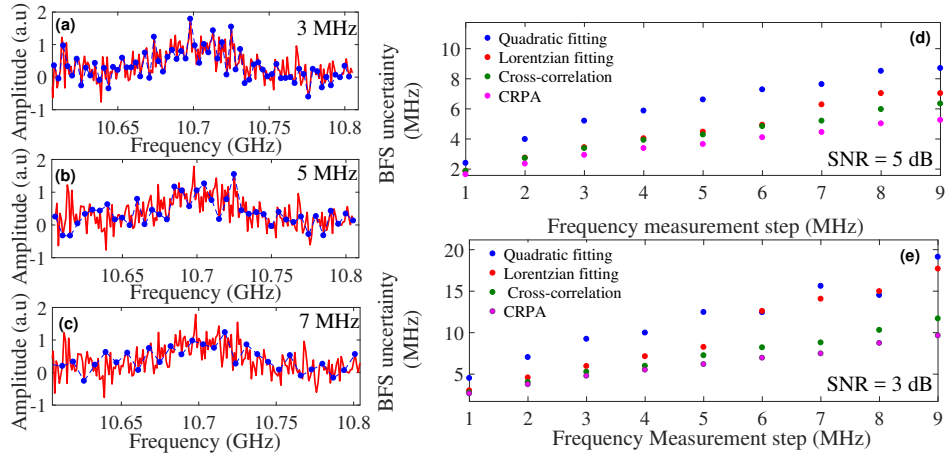 (a)
3 MHz
Amplitude (a.u)
2
1
0
-1
10.65
10.7
10.75
10.8
Frequency (GHz)
(b)
5 MHz
Amplitude (a.u)
2
1
0
-1
10.65
10.7
10.75
10.8
Frequency (GHz)
(c)
7 MHz
Amplitude (a.u)
2
1
0
-1
10.65
10.7
10.75
10.8
Frequency (GHz)
(d)
Quadratic fitting
Lorentzian fitting
Cross-correlation
CRPA
SNR = 5 dB
BFS uncertainty
(MHz)
10
8
6
4
2
1 2 3 4 5 6 7 8 9
Frequency measurement step (MHz)
(e)
Quadratic fitting
Lorentzian fitting
Cross-correlation
CRPA
SNR = 3 dB
BFS uncertainty
(MHz)
20
15
10
5
1 2 3 4 5 6 7 8 9
Frequency Measurement step (MHz)